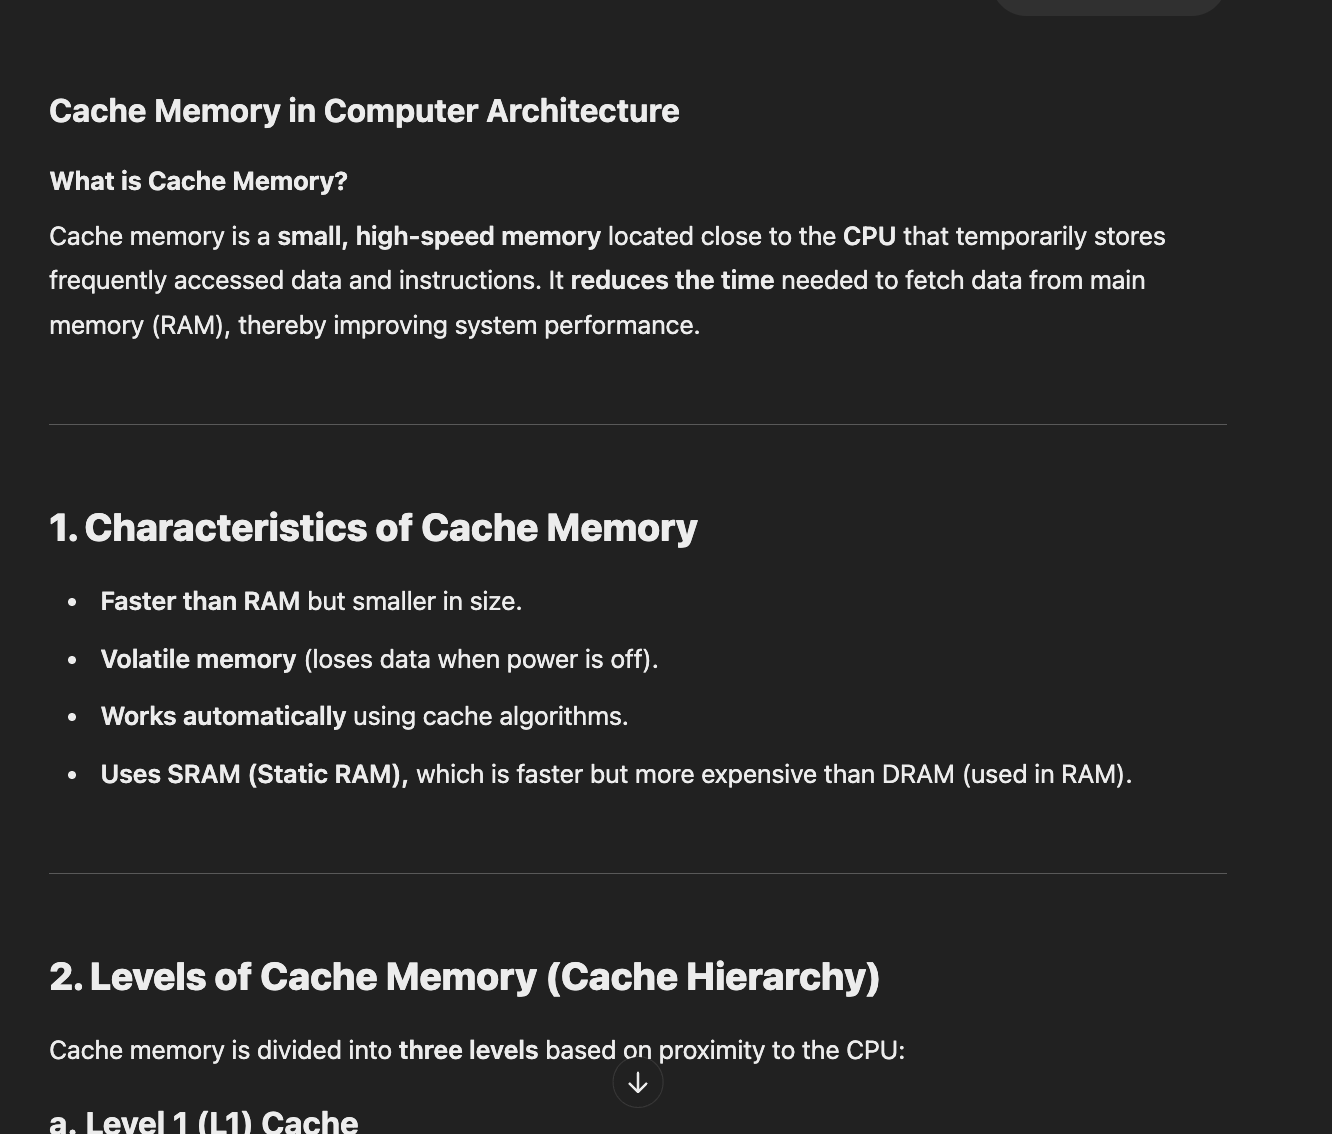 Cache Memory in Computer Architecture
What is Cache Memory?
Cache memory is a small, high-speed memory located close to the CPU that temporarily stores
frequently accessed data and instructions. It reduces the time needed to fetch data from main
memory (RAM), thereby improving system performance.
1. Characteristics of Cache Memory
• Faster than RAM but smaller in size.
• Volatile memory (loses data when power is off).
• Works automatically using cache algorithms.
• Uses SRAM (Static RAM), which is faster but more expensive than DRAM (used in RAM).
2. Levels of Cache Memory (Cache Hierarchy)
Cache memory is divided into three levels based on proximity to the CPU:
a. Level 1 (L1) Cache